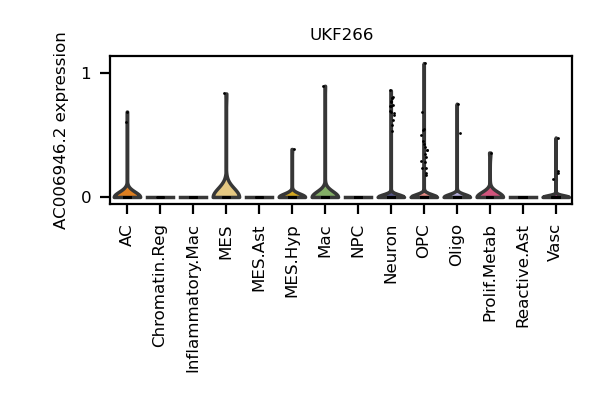 UKF266
AC006946.2 expression
1
0
AC
Chromatin.Reg
Inflammatory.Mac
MES
MES.Ast
MES.Hyp
Mac
NPC
Neuron
OPC
Oligo
Prolif.Metab
Reactive.Ast
Vasc